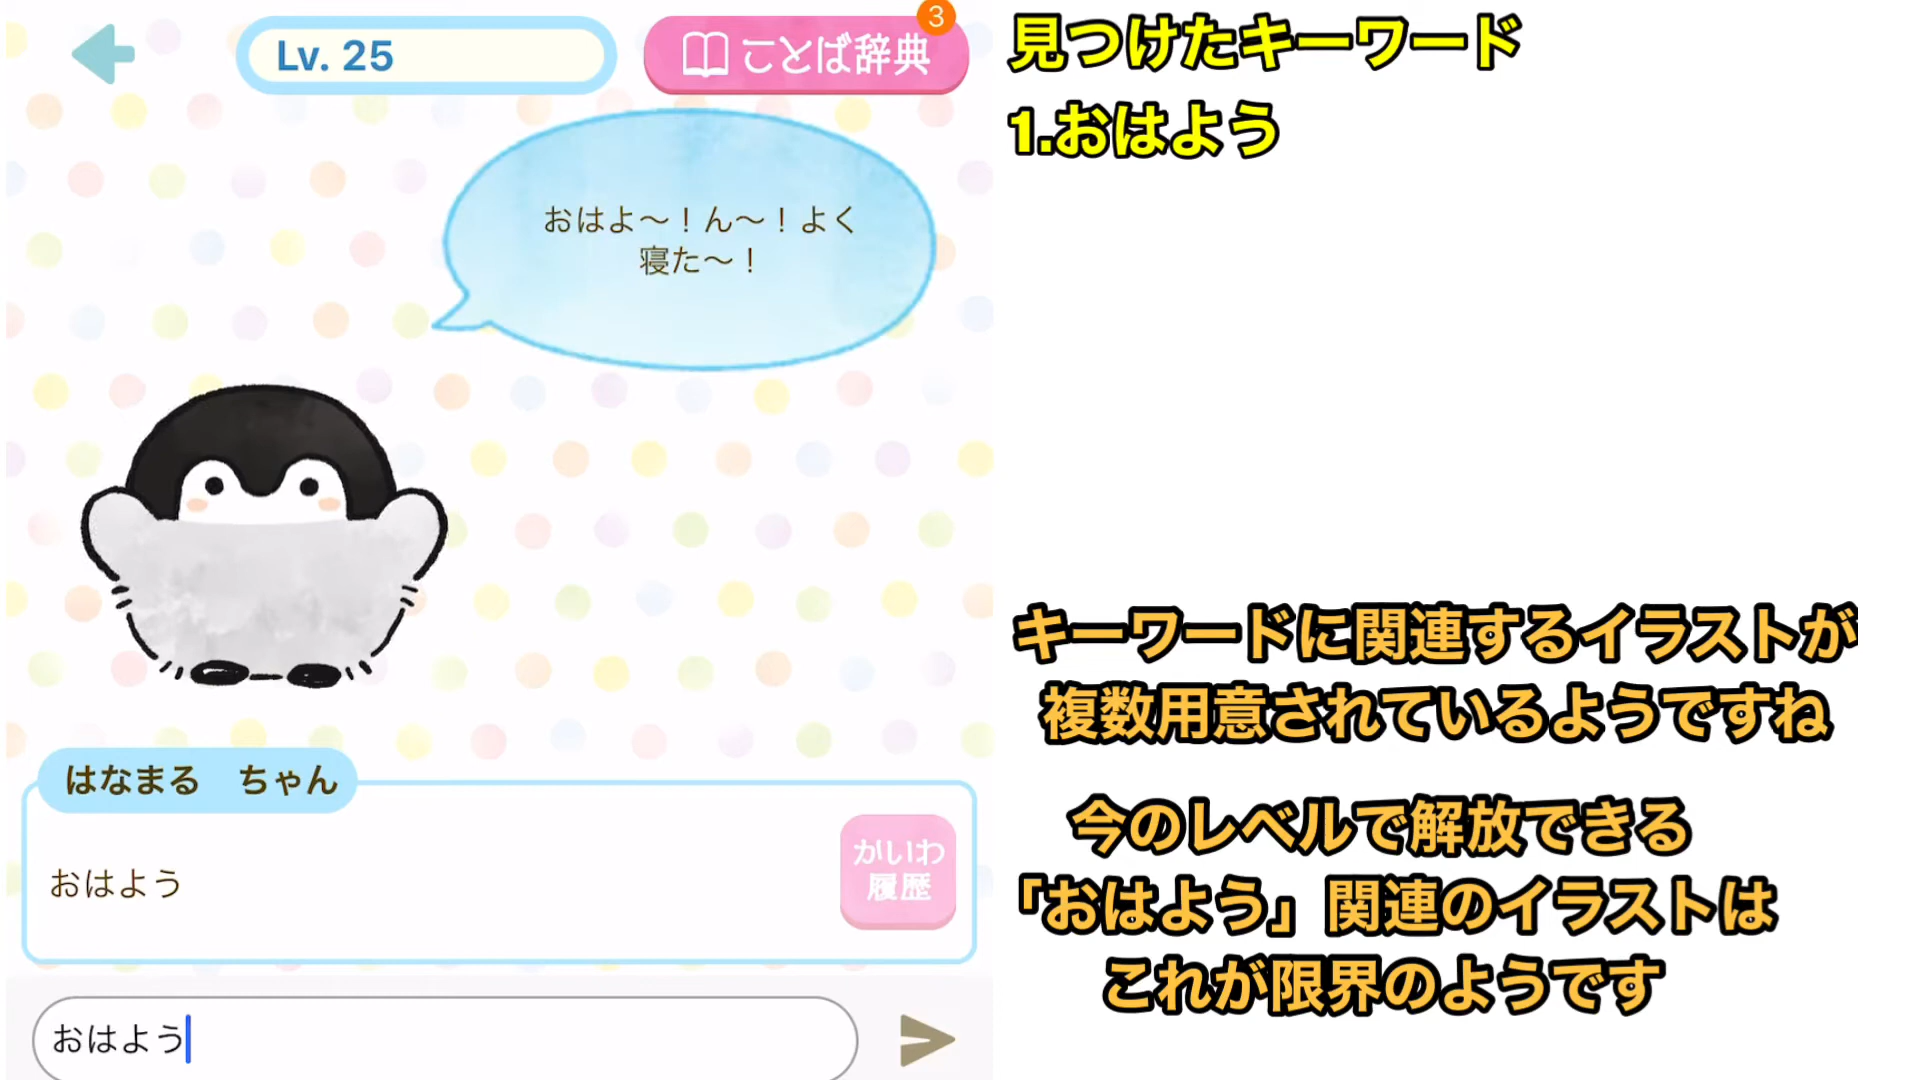 Lv. 25
ことば辞典
3
おはよ〜！ん〜！よく
寝た〜！
はなまる　ちゃん
おはよう
かいわ
履歴
おはよう
見つけたキーワード
1.おはよう
キーワードに関連するイラストが
複数用意されているようですね
今のレベルで解放できる
「おはよう」関連のイラストは
これが限界のようです